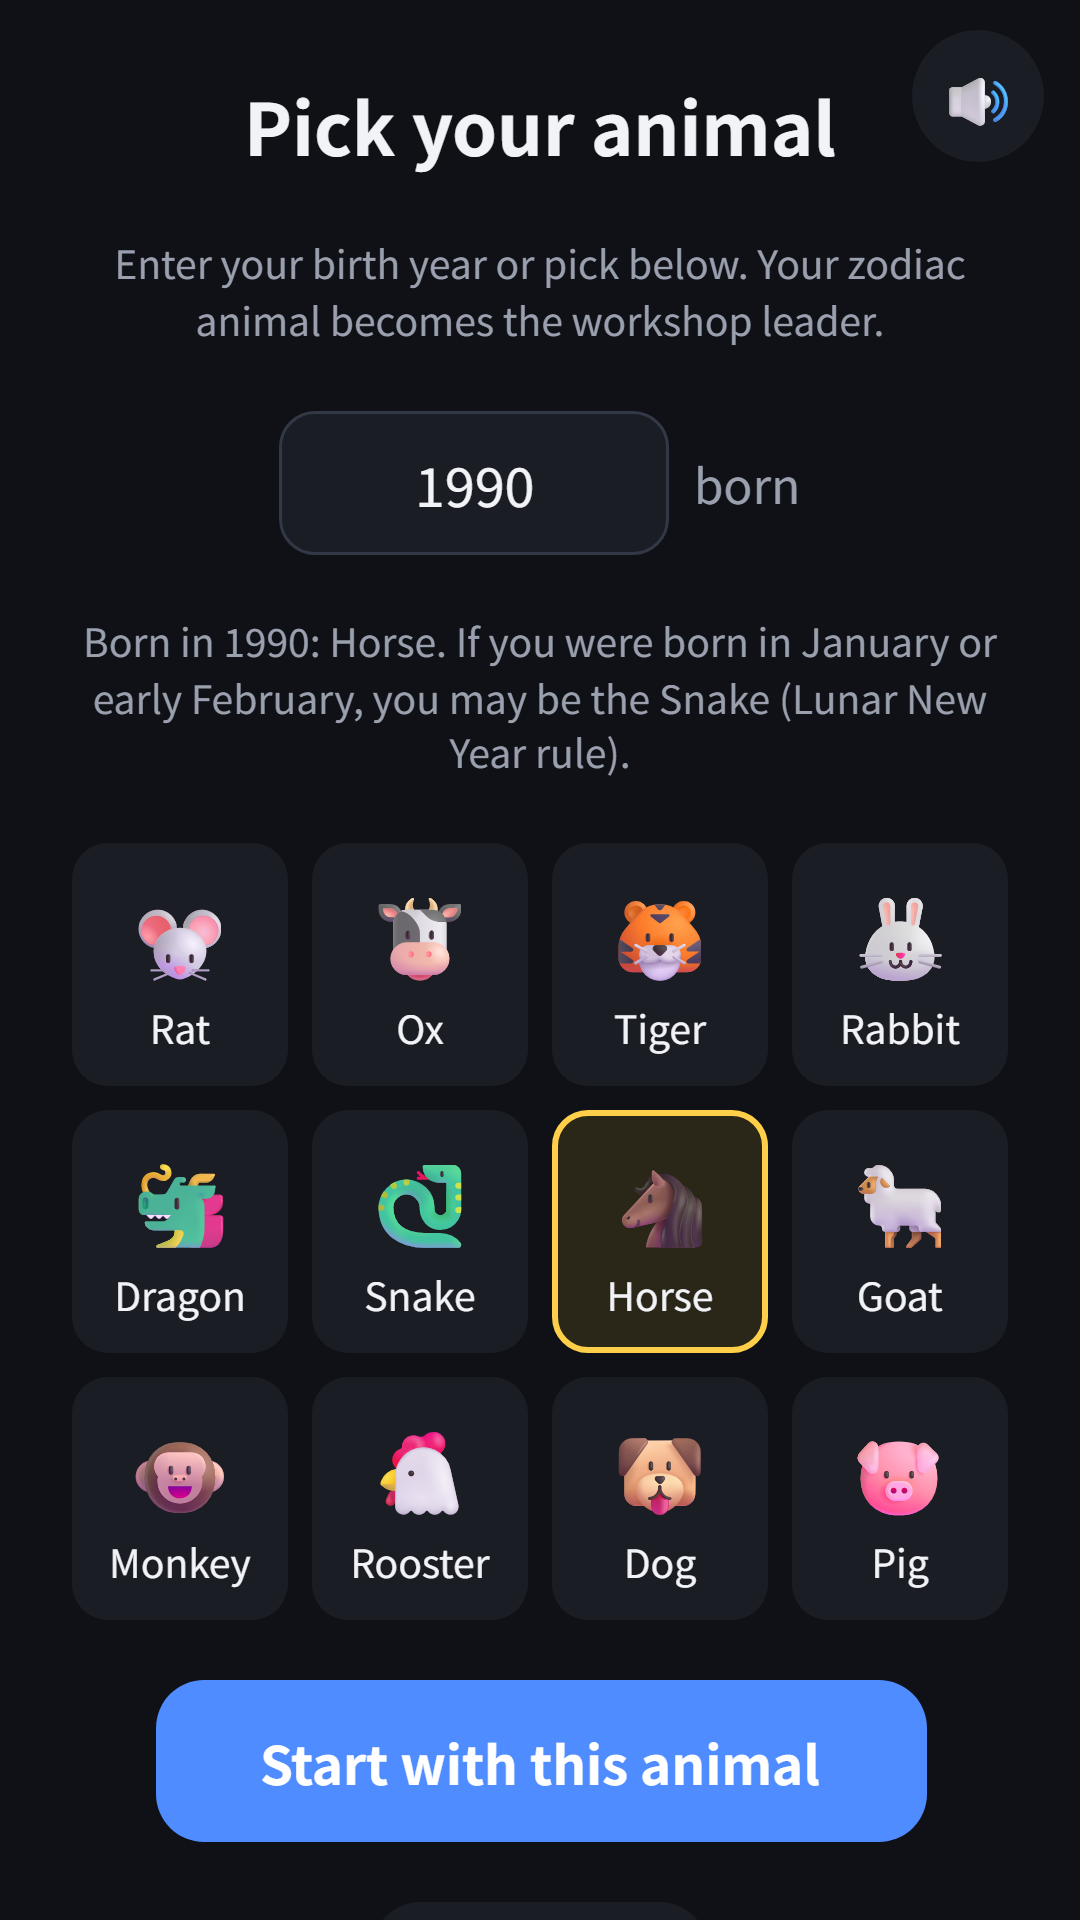 Pick your animal
Enter your birth year or pick below. Your zodiac
animal becomes the workshop leader.
1990 born
Born in 1990: Horse. If you were born in January or
early February, you may be the Snake (Lunar New
Year rule).
Rat Ox Tiger Rabbit
Dragon Snake Horse Goat
Monkey Rooster Dog Pig
Start with this animal